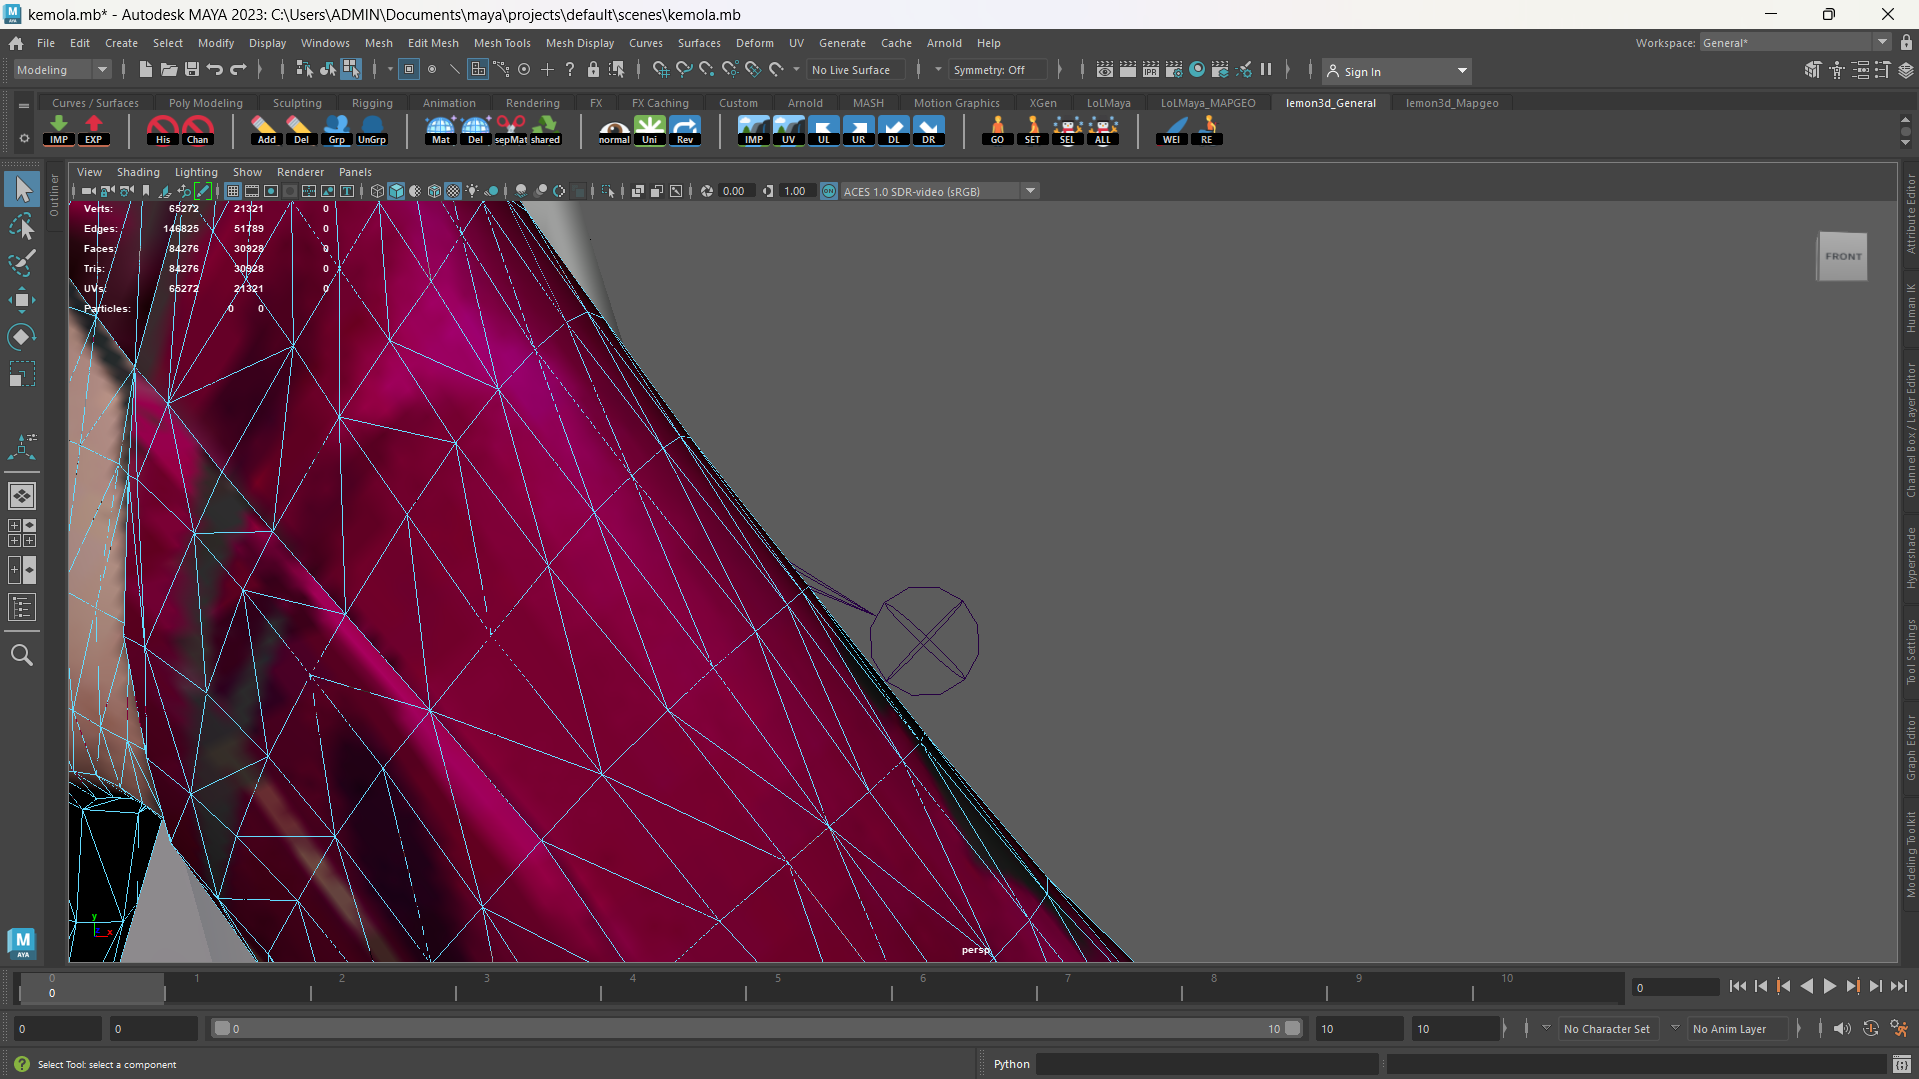 kemola.mb* - Autodesk MAYA 2023: C:\Users\ADMIN\Documents\maya\projects\default\scenes\kemola.mb
File Edit Create Select Modify Display Windows Mesh Edit Mesh Mesh Tools Mesh Display Curves Surfaces Deform UV Generate Cache Arnold Help
Workspace: General*
Modeling
No Live Surface
Symmetry: Off
Sign In
Curves / Surfaces Poly Modeling Sculpting Rigging Animation Rendering FX FX Caching Custom Arnold MASH Motion Graphics XGen LoLMaya LoLMaya_MAPGEO lemon3d_General lemon3d_Mapgeo
IMP EXP His Chan Add Del Grp UnGrp Mat Del sepMat shared normal Uni Rev IMP UV UL UR DL DR GO SET SEL ALL WEI RE
View Shading Lighting Show Renderer Panels
0.00 1.00 ON ACES 1.0 SDR-video (sRGB)
Outliner
Verts: 65272 21321 0
Edges: 146825 51789 0
Faces: 84276 30928 0
Tris: 84276 30928 0
UVs: 65272 21321 0
Particles: 0 0
FRONT
Attribute Editor
Human IK
Channel Box / Layer Editor
Hypershade
Tool Settings
Graph Editor
Modeling Toolkit
y
x
persp
M
AYA
0 1 2 3 4 5 6 7 8 9 10
0
0
0 0 0 10 10 10
No Character Set
No Anim Layer
Select Tool: select a component
Python